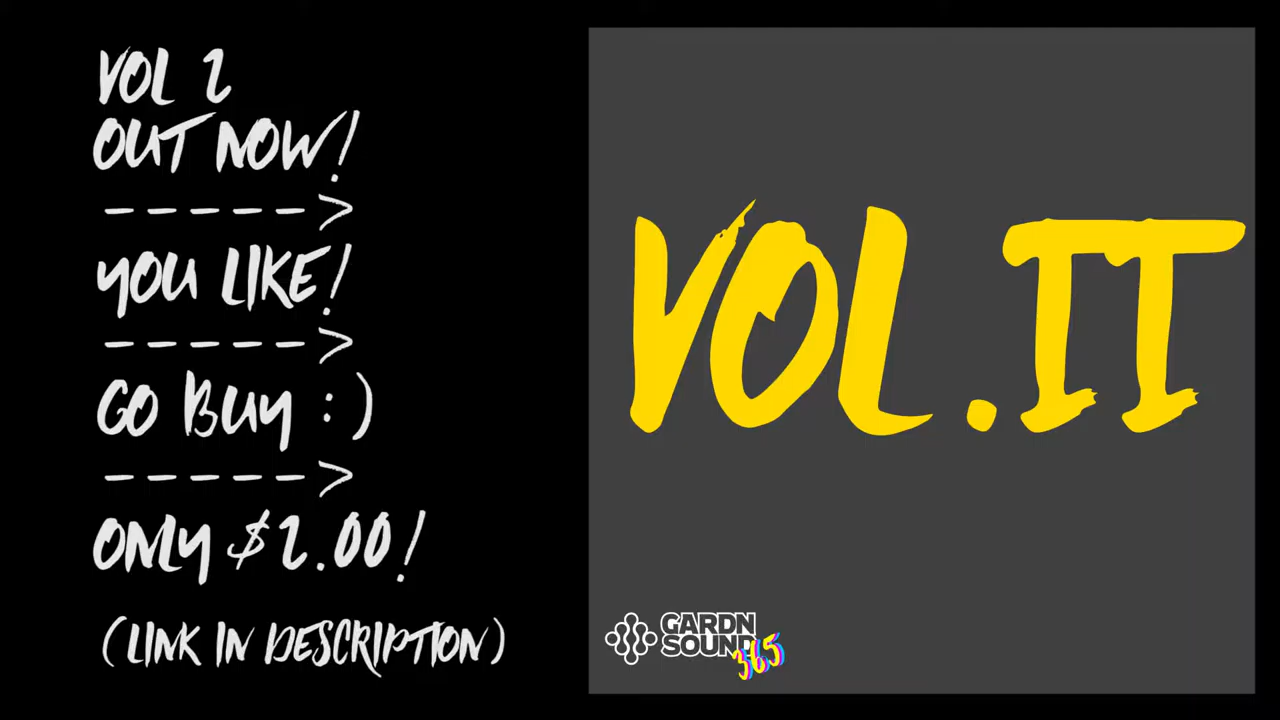 VOL 2
OUT NOW!
----->
YOU LIKE!
----->
GO BUY :)
----->
ONLY $2.00!
(LINK IN DESCRIPTION)
VOL.II
GARDN
SOUND
365